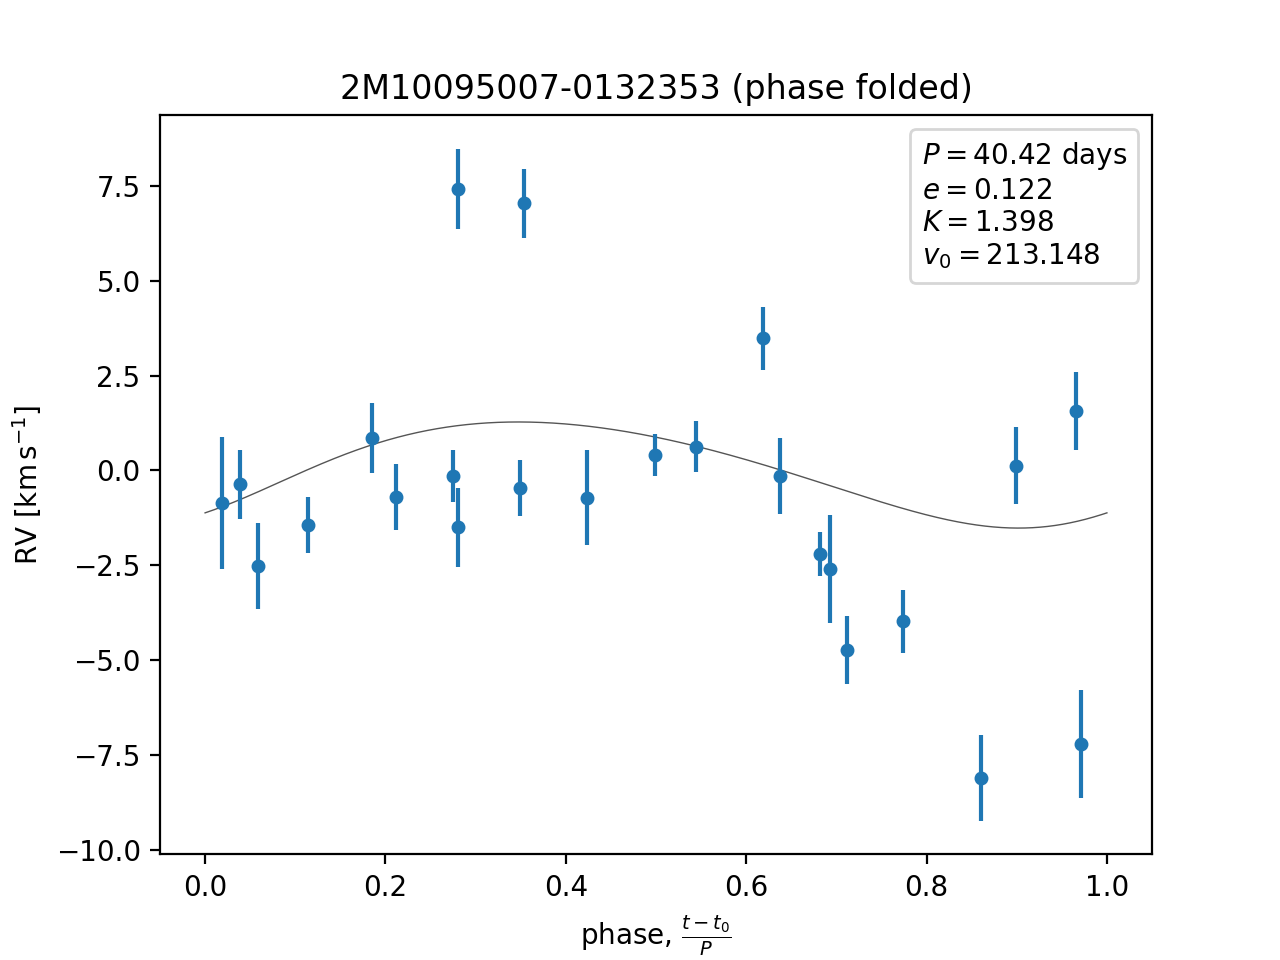 2M10095007-0132353 (phase folded)
P = 40.42 days
e = 0.122
K = 1.398
v₀ = 213.148
7.5
5.0
2.5
0.0
−2.5
−5.0
−7.5
−10.0
RV [km s⁻¹]
0.0 0.2 0.4 0.6 0.8 1.0
phase, (t − t₀)/P